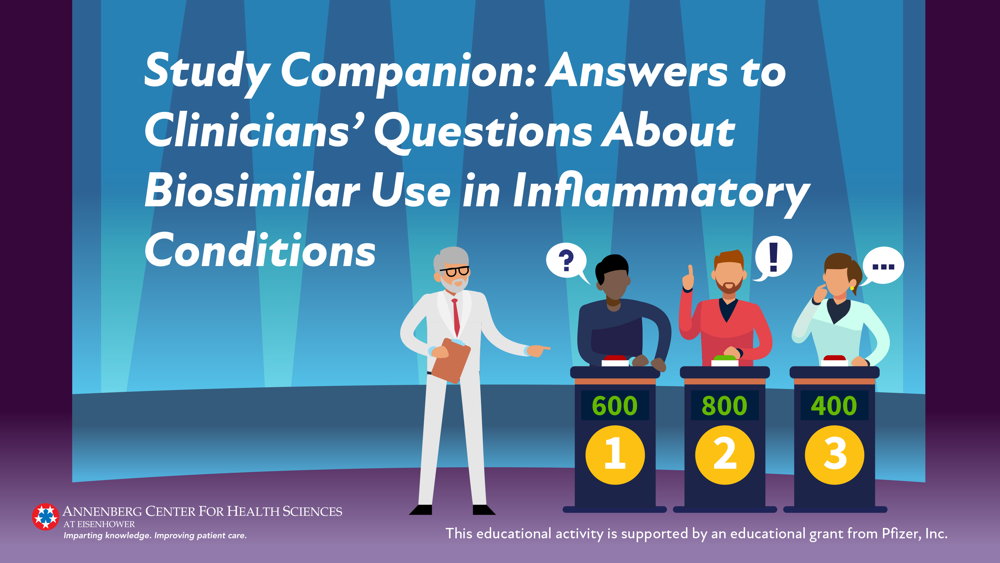 Study Companion: Answers to
Clinicians’ Questions About
Biosimilar Use in Inflammatory
Conditions
?
!
...
600
800
400
1
2
3
ANNENBERG CENTER FOR HEALTH SCIENCES
AT EISENHOWER
Imparting knowledge. Improving patient care.
This educational activity is supported by an educational grant from Pfizer, Inc.